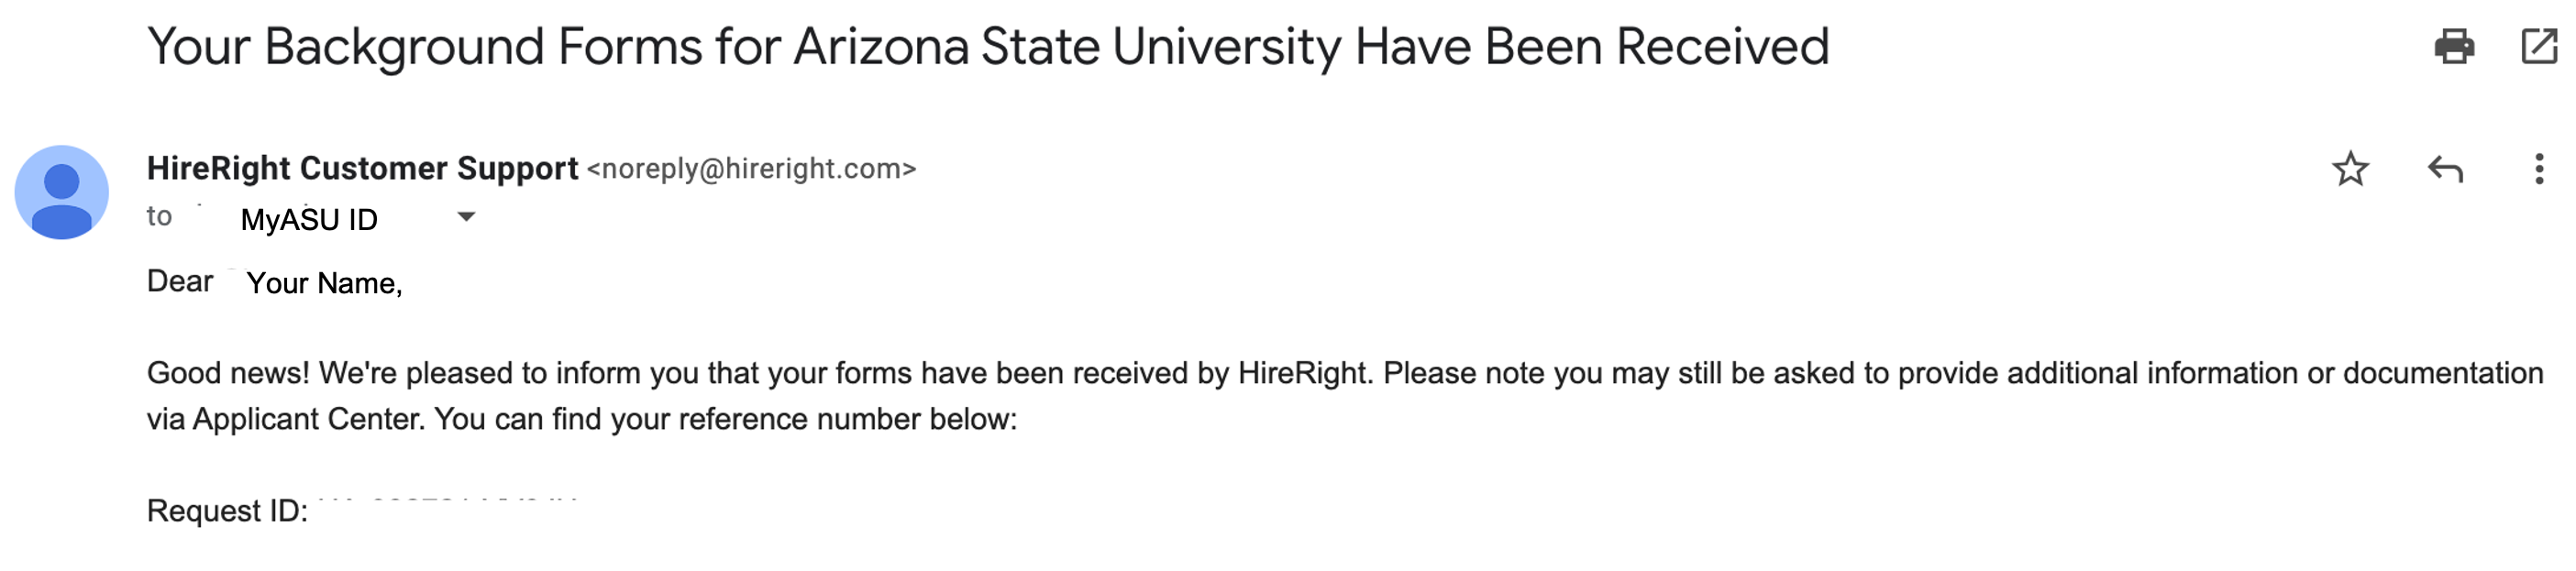 Your Background Forms for Arizona State University Have Been Received
HireRight Customer Support <noreply@hireright.com>
to MyASU ID
Dear Your Name,
Good news! We're pleased to inform you that your forms have been received by HireRight. Please note you may still be asked to provide additional information or documentation
via Applicant Center. You can find your reference number below:
Request ID: